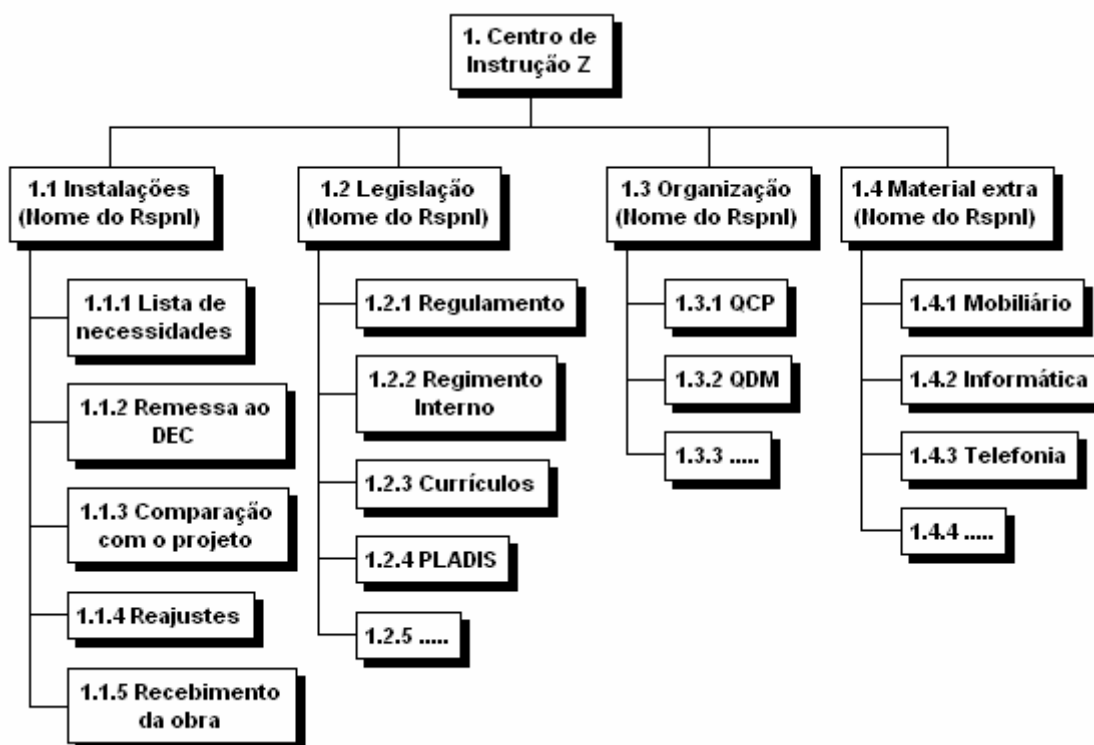 1. Centro de
Instrução Z
1.1 Instalações
(Nome do Rspnl)
1.1.1 Lista de
necessidades
1.1.2 Remessa ao
DEC
1.1.3 Comparação
com o projeto
1.1.4 Reajustes
1.1.5 Recebimento
da obra
1.2 Legislação
(Nome do Rspnl)
1.2.1 Regulamento
1.2.2 Regimento
Interno
1.2.3 Currículos
1.2.4 PLADIS
1.2.5 .....
1.3 Organização
(Nome do Rspnl)
1.3.1 QCP
1.3.2 QDM
1.3.3 .....
1.4 Material extra
(Nome do Rspnl)
1.4.1 Mobiliário
1.4.2 Informática
1.4.3 Telefonia
1.4.4 .....